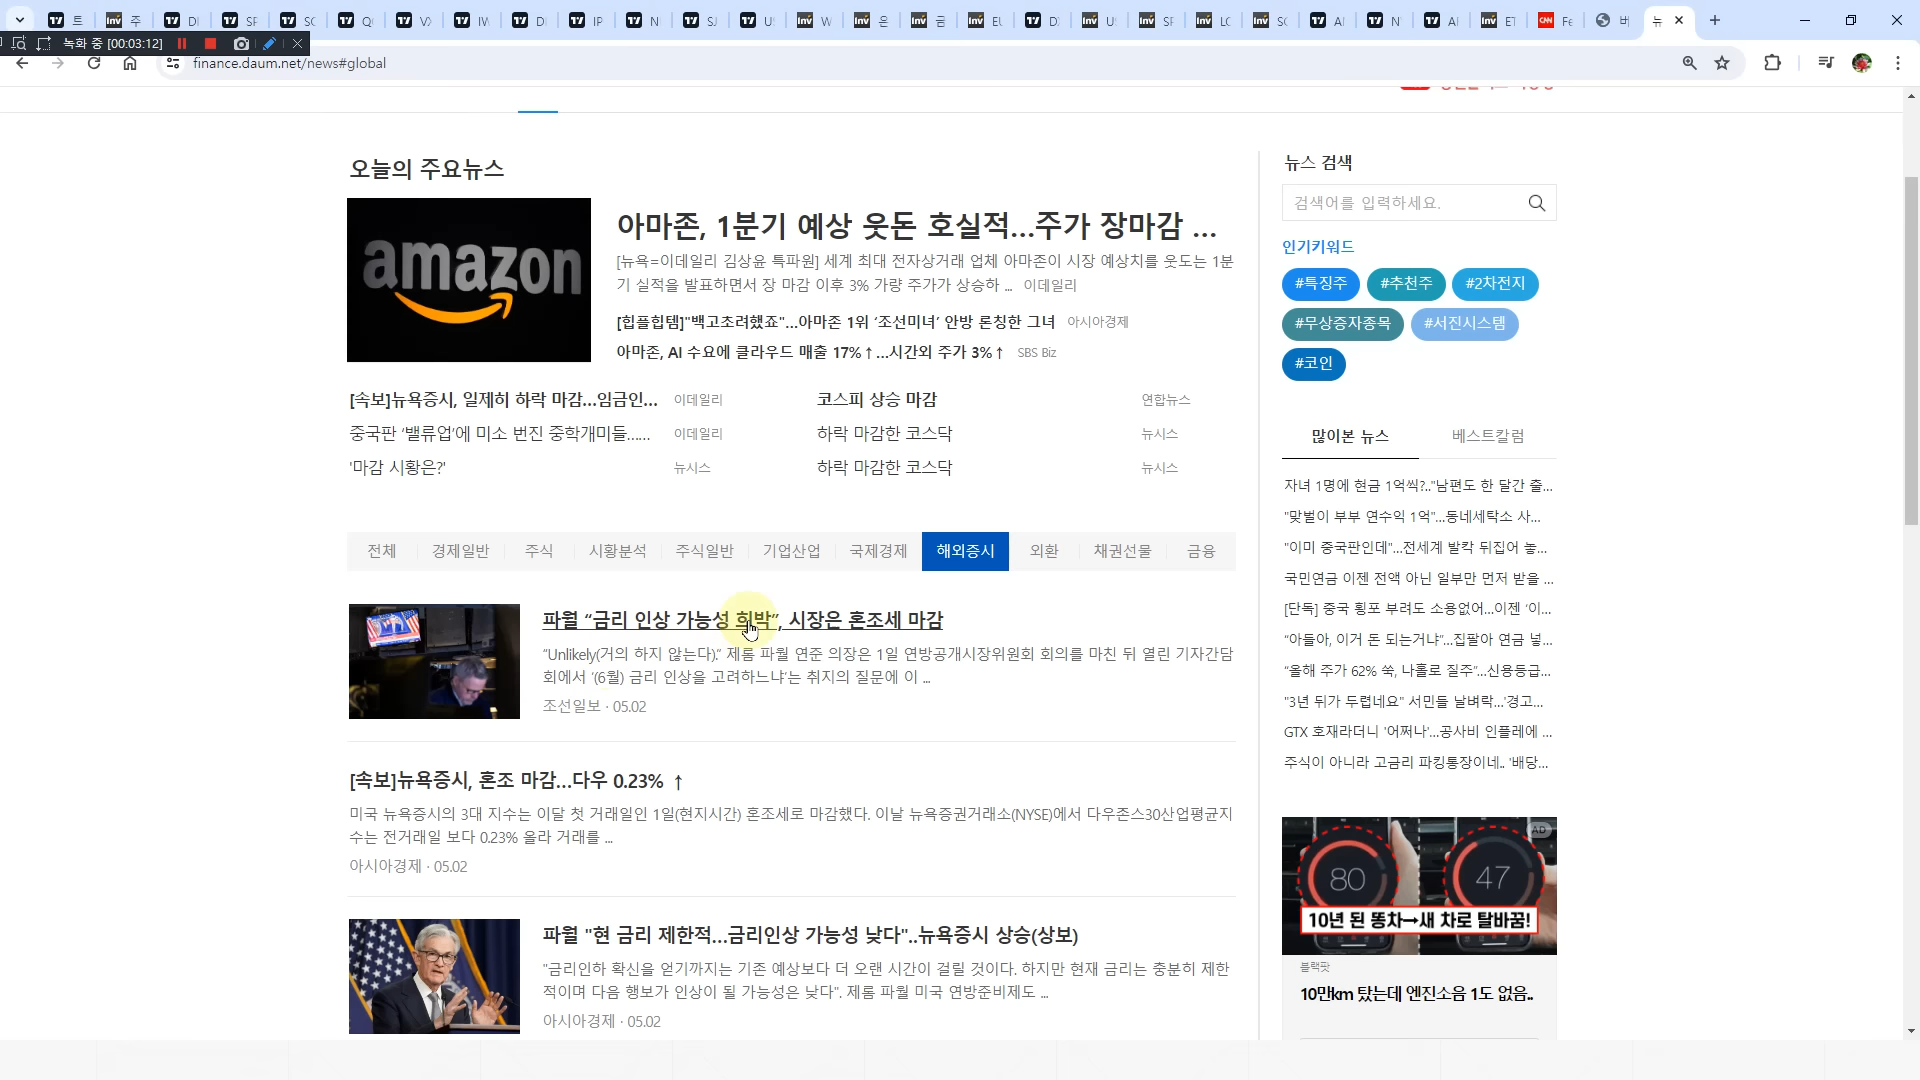 녹화 중 [00:03:12]
finance.daum.net/news#global
오늘의 주요뉴스
amazon
아마존, 1분기 예상 웃돈 호실적...주가 장마감 ...
[뉴욕=이데일리 김상윤 특파원] 세계 최대 전자상거래 업체 아마존이 시장 예상치를 웃도는 1분
기 실적을 발표하면서 장 마감 이후 3% 가량 주가가 상승하 ... 이데일리
[힙플힙템]"백고초려했죠"...아마존 1위 ‘조선미녀’ 안방 론칭한 그녀 아시아경제
아마존, AI 수요에 클라우드 매출 17%↑...시간외 주가 3%↑ SBS Biz
[속보]뉴욕증시, 일제히 하락 마감...임금인... 이데일리
코스피 상승 마감 연합뉴스
중국판 ‘밸류업’에 미소 번진 중학개미들...... 이데일리
하락 마감한 코스닥 뉴시스
'마감 시황은?' 뉴시스
하락 마감한 코스닥 뉴시스
전체 경제일반 주식 시황분석 주식일반 기업산업 국제경제 해외증시 외환 채권선물 금융
파월 “금리 인상 가능성 희박”, 시장은 혼조세 마감
“Unlikely(거의 하지 않는다).” 제롬 파월 연준 의장은 1일 연방공개시장위원회 회의를 마친 뒤 열린 기자간담
회에서 ‘(6월) 금리 인상을 고려하느냐’는 취지의 질문에 이 ...
조선일보 · 05.02
[속보]뉴욕증시, 혼조 마감...다우 0.23% ↑
미국 뉴욕증시의 3대 지수는 이달 첫 거래일인 1일(현지시간) 혼조세로 마감했다. 이날 뉴욕증권거래소(NYSE)에서 다우존스30산업평균지
수는 전거래일 보다 0.23% 올라 거래를 ...
아시아경제 · 05.02
파월 "현 금리 제한적...금리인상 가능성 낮다"..뉴욕증시 상승(상보)
"금리인하 확신을 얻기까지는 기존 예상보다 더 오랜 시간이 걸릴 것이다. 하지만 현재 금리는 충분히 제한
적이며 다음 행보가 인상이 될 가능성은 낮다". 제롬 파월 미국 연방준비제도 ...
아시아경제 · 05.02
뉴스 검색
검색어를 입력하세요.
인기키워드
#특징주 #추천주 #2차전지
#무상증자종목 #서진시스템
#코인
많이본 뉴스 베스트칼럼
자녀 1명에 현금 1억씩?.."남편도 한 달간 출...
"맞벌이 부부 연수익 1억"...동네세탁소 사...
"이미 중국판인데"...전세계 발칵 뒤집어 놓...
국민연금 이젠 전액 아닌 일부만 먼저 받을 ...
[단독] 중국 횡포 부려도 소용없어...이젠 ‘이...
“아들아, 이거 돈 되는거냐”...집팔아 연금 넣...
“올해 주가 62% 쑥, 나홀로 질주”...신용등급...
"3년 뒤가 두렵네요" 서민들 날벼락...'경고...
GTX 호재라더니 '어쩌나'...공사비 인플레에 ...
주식이 아니라 고금리 파킹통장이네.. '배당...
AD
80 47
10년 된 똥차→새 차로 탈바꿈!
블랙팟
10만km 탔는데 엔진소음 1도 없음..